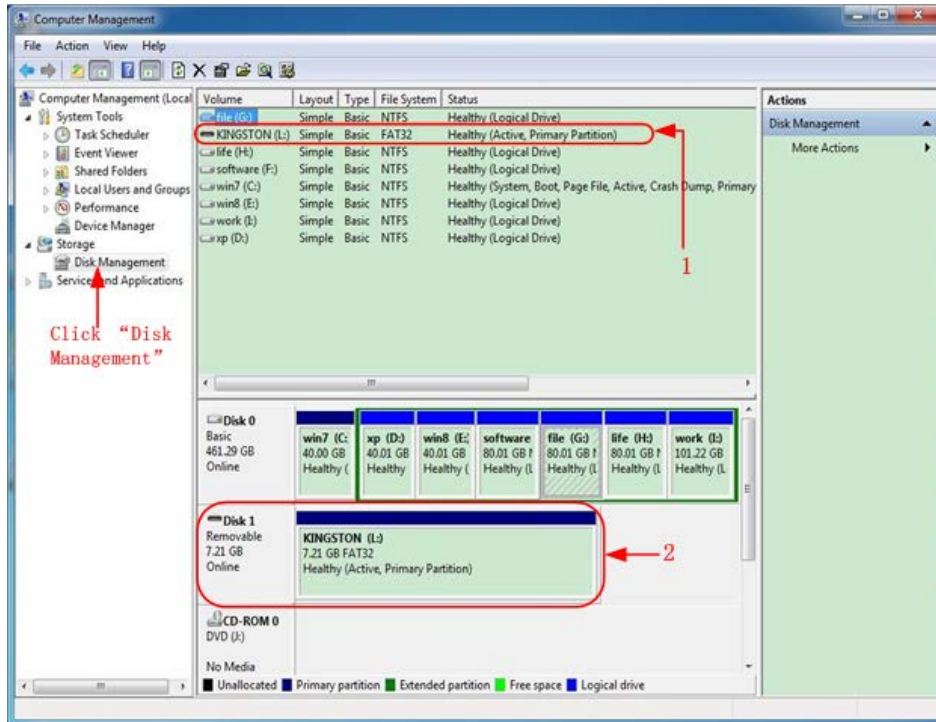 Computer Management
File Action View Help
Computer Management (Local
System Tools
Task Scheduler
Event Viewer
Shared Folders
Local Users and Groups
Performance
Device Manager
Storage
Disk Management
Services and Applications
Click “Disk
Management”
Volume Layout Type File System Status
file (G:) Simple Basic NTFS Healthy (Logical Drive)
KINGSTON (L:) Simple Basic FAT32 Healthy (Active, Primary Partition)
life (H:) Simple Basic NTFS Healthy (Logical Drive)
software (F:) Simple Basic NTFS Healthy (Logical Drive)
win7 (C:) Simple Basic NTFS Healthy (System, Boot, Page File, Active, Crash Dump, Primary
win8 (E:) Simple Basic NTFS Healthy (Logical Drive)
work (I:) Simple Basic NTFS Healthy (Logical Drive)
xp (D:) Simple Basic NTFS Healthy (Logical Drive)
1
Disk 0
Basic
461.29 GB
Online
win7 (C:
40.00 GB
Healthy (
xp (D:)
40.01 GB
Healthy
win8 (E:
40.01 GB
Healthy (
software
80.01 GB
Healthy (L
file (G:)
80.01 GB
Healthy (L
life (H:)
80.01 GB
Healthy (L
work (I:)
101.22 GB
Healthy (L
Disk 1
Removable
7.21 GB
Online
KINGSTON (L:)
7.21 GB FAT32
Healthy (Active, Primary Partition)
2
CD-ROM 0
DVD (J:)
No Media
Unallocated Primary partition Extended partition Free space Logical drive
Actions
Disk Management
More Actions